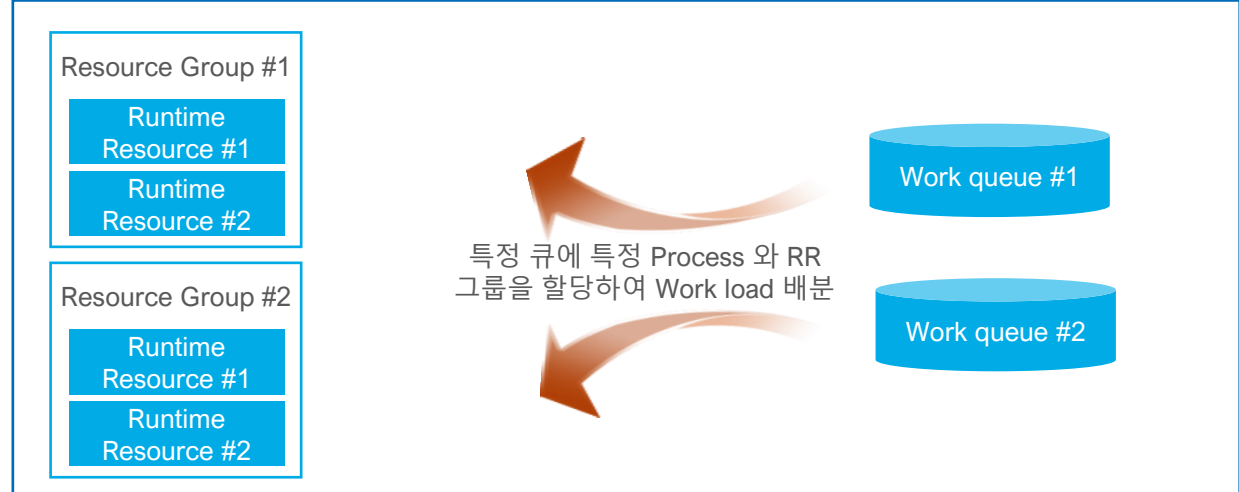 Resource Group #1
Runtime
Resource #1
Runtime
Resource #2
Resource Group #2
Runtime
Resource #1
Runtime
Resource #2
특정 큐에 특정 Process 와 RR
그룹을 할당하여 Work load 배분
Work queue #1
Work queue #2